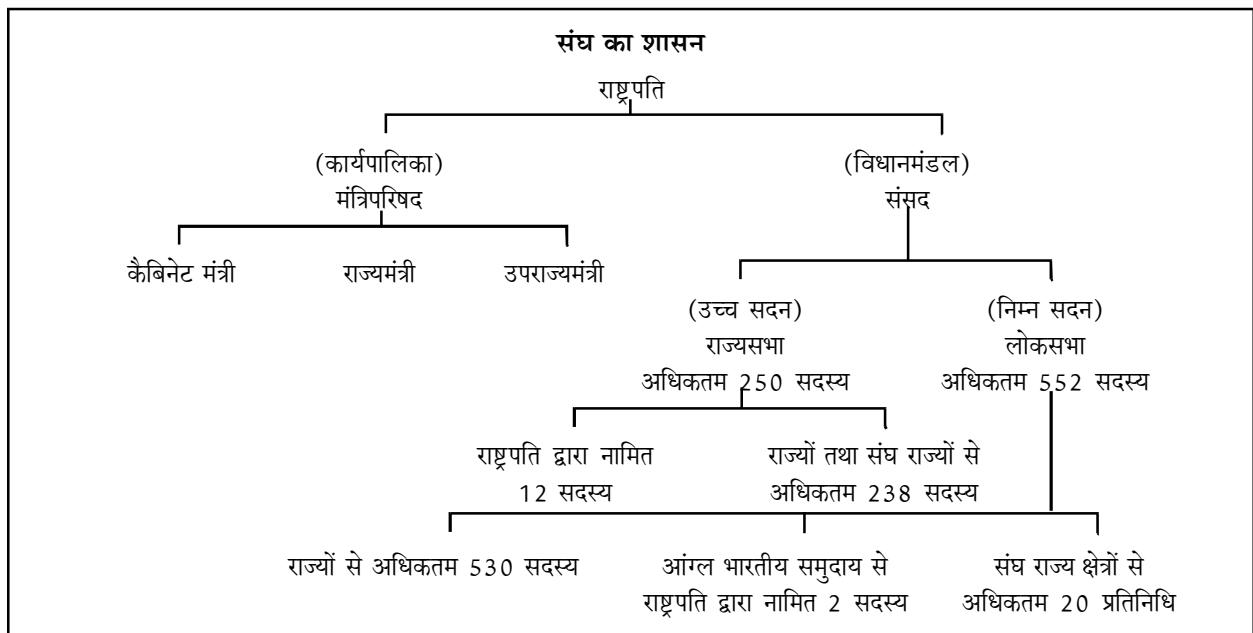 संघ का शासन
राष्ट्रपति
(कार्यपालिका)
मंत्रिपरिषद
(विधानमंडल)
संसद
कैबिनेट मंत्री
राज्यमंत्री
उपराज्यमंत्री
(उच्च सदन)
राज्यसभा
अधिकतम 250 सदस्य
(निम्न सदन)
लोकसभा
अधिकतम 552 सदस्य
राष्ट्रपति द्वारा नामित
12 सदस्य
राज्यों तथा संघ राज्यों से
अधिकतम 238 सदस्य
राज्यों से अधिकतम 530 सदस्य
आंग्ल भारतीय समुदाय से
राष्ट्रपति द्वारा नामित 2 सदस्य
संघ राज्य क्षेत्रों से
अधिकतम 20 प्रतिनिधि